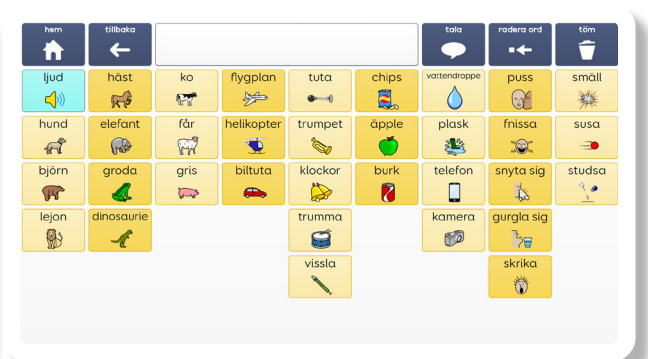 hem tillbaka tala radera ord töm
ljud häst ko flygplan tuta chips vattendroppe puss smäll
hund elefant får helikopter trumpet äpple plask fnissa susa
björn groda gris biltuta klockor burk telefon snyta sig studsa
lejon dinosaurie trumma kamera gurgla sig
vissla skrika